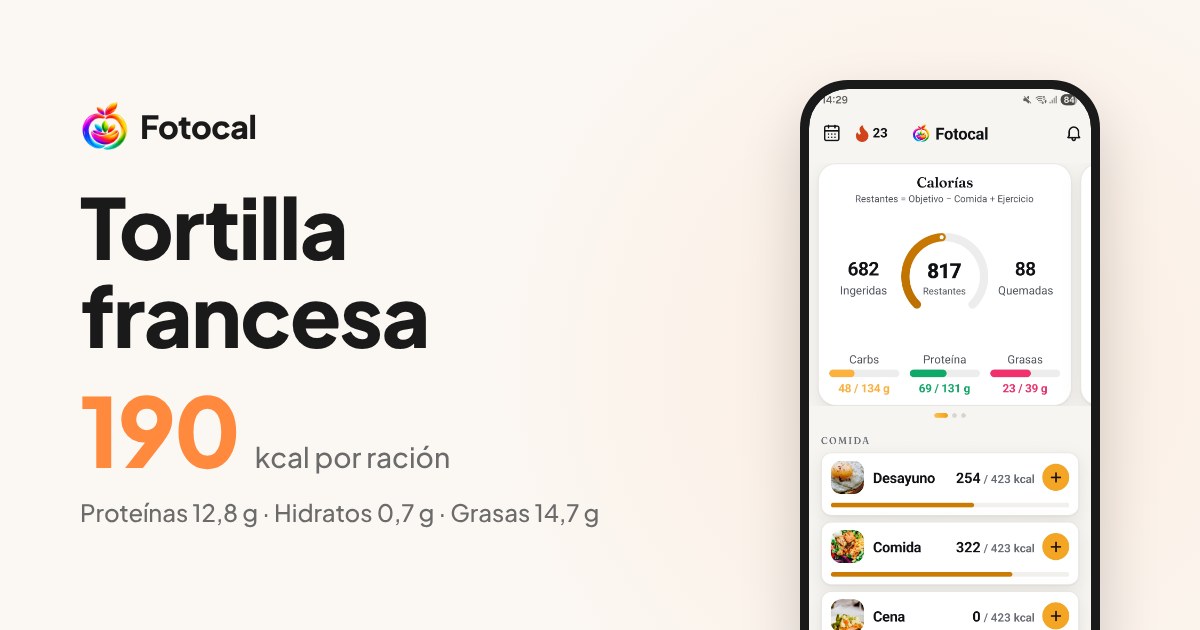 Fotocal
Tortilla
francesa
190 kcal por ración
Proteínas 12,8 g · Hidratos 0,7 g · Grasas 14,7 g
14:29
84
23
Fotocal
Calorías
Restantes = Objetivo − Comida + Ejercicio
682
Ingeridas
817
Restantes
88
Quemadas
Carbs
48 / 134 g
Proteína
69 / 131 g
Grasas
23 / 39 g
COMIDA
Desayuno 254 / 423 kcal +
Comida 322 / 423 kcal +
Cena 0 / 423 kcal +